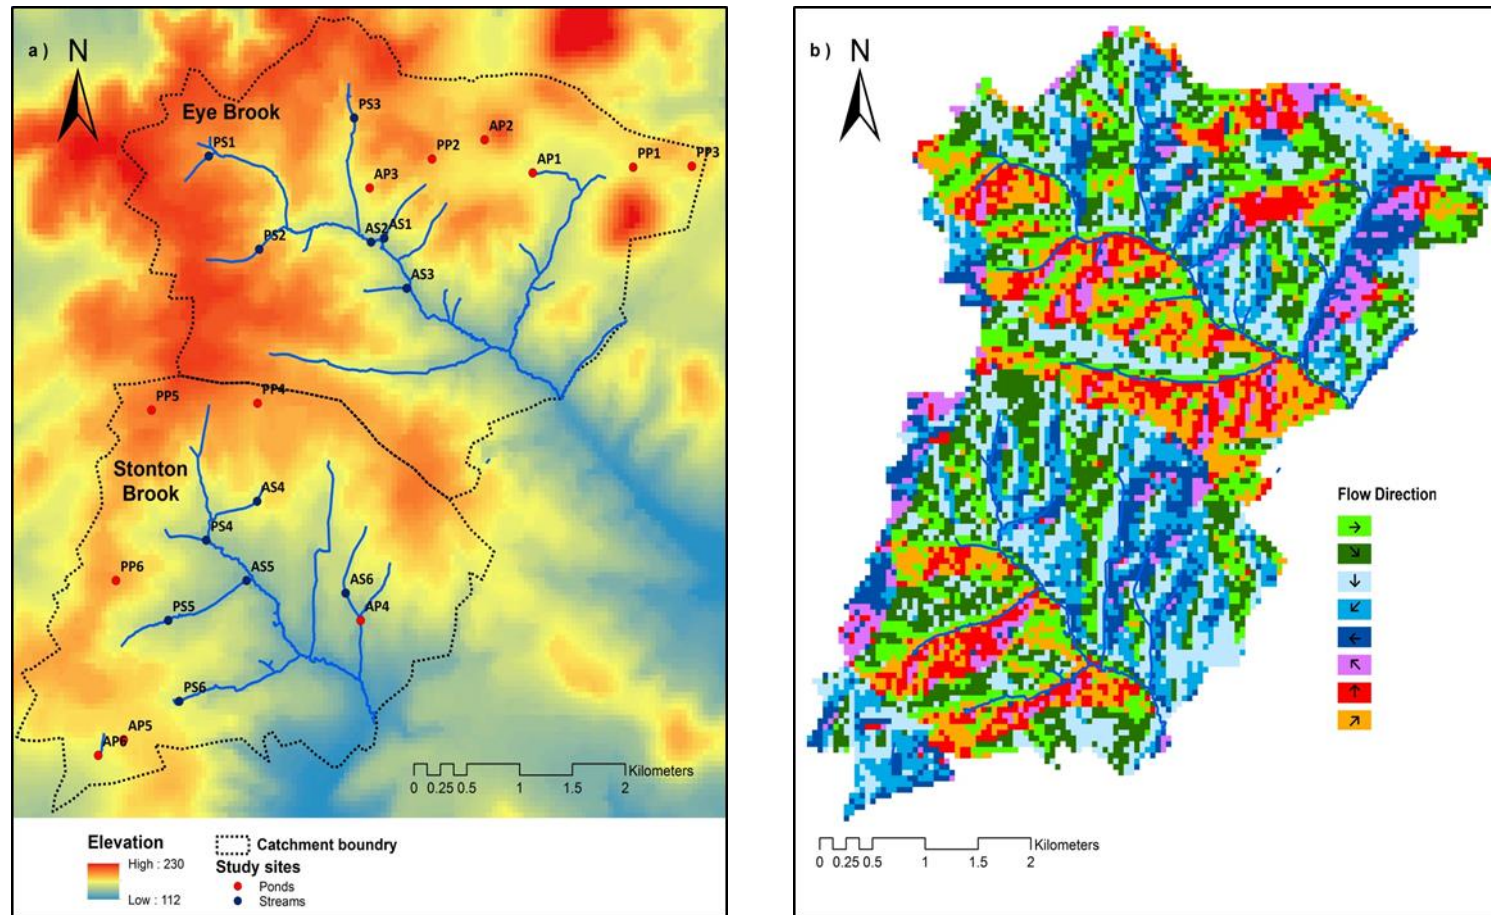 a )
N
Eye Brook
PS3
PS1
AP2
PP2
AP1
PP1
PP3
AP3
AS1
AS2
PS2
AS3
PP5
PP4
Stonton
Brook
AS4
PS4
PP6
AS5
AS6
PS5
AP4
PS6
AP5
AP6
Kilometers
0 0.25 0.5 1 1.5 2
Elevation
High : 230
Low : 112
Catchment boundry
Study sites
Ponds
Streams
b )
N
Flow Direction
Kilometers
0 0.25 0.5 1 1.5 2